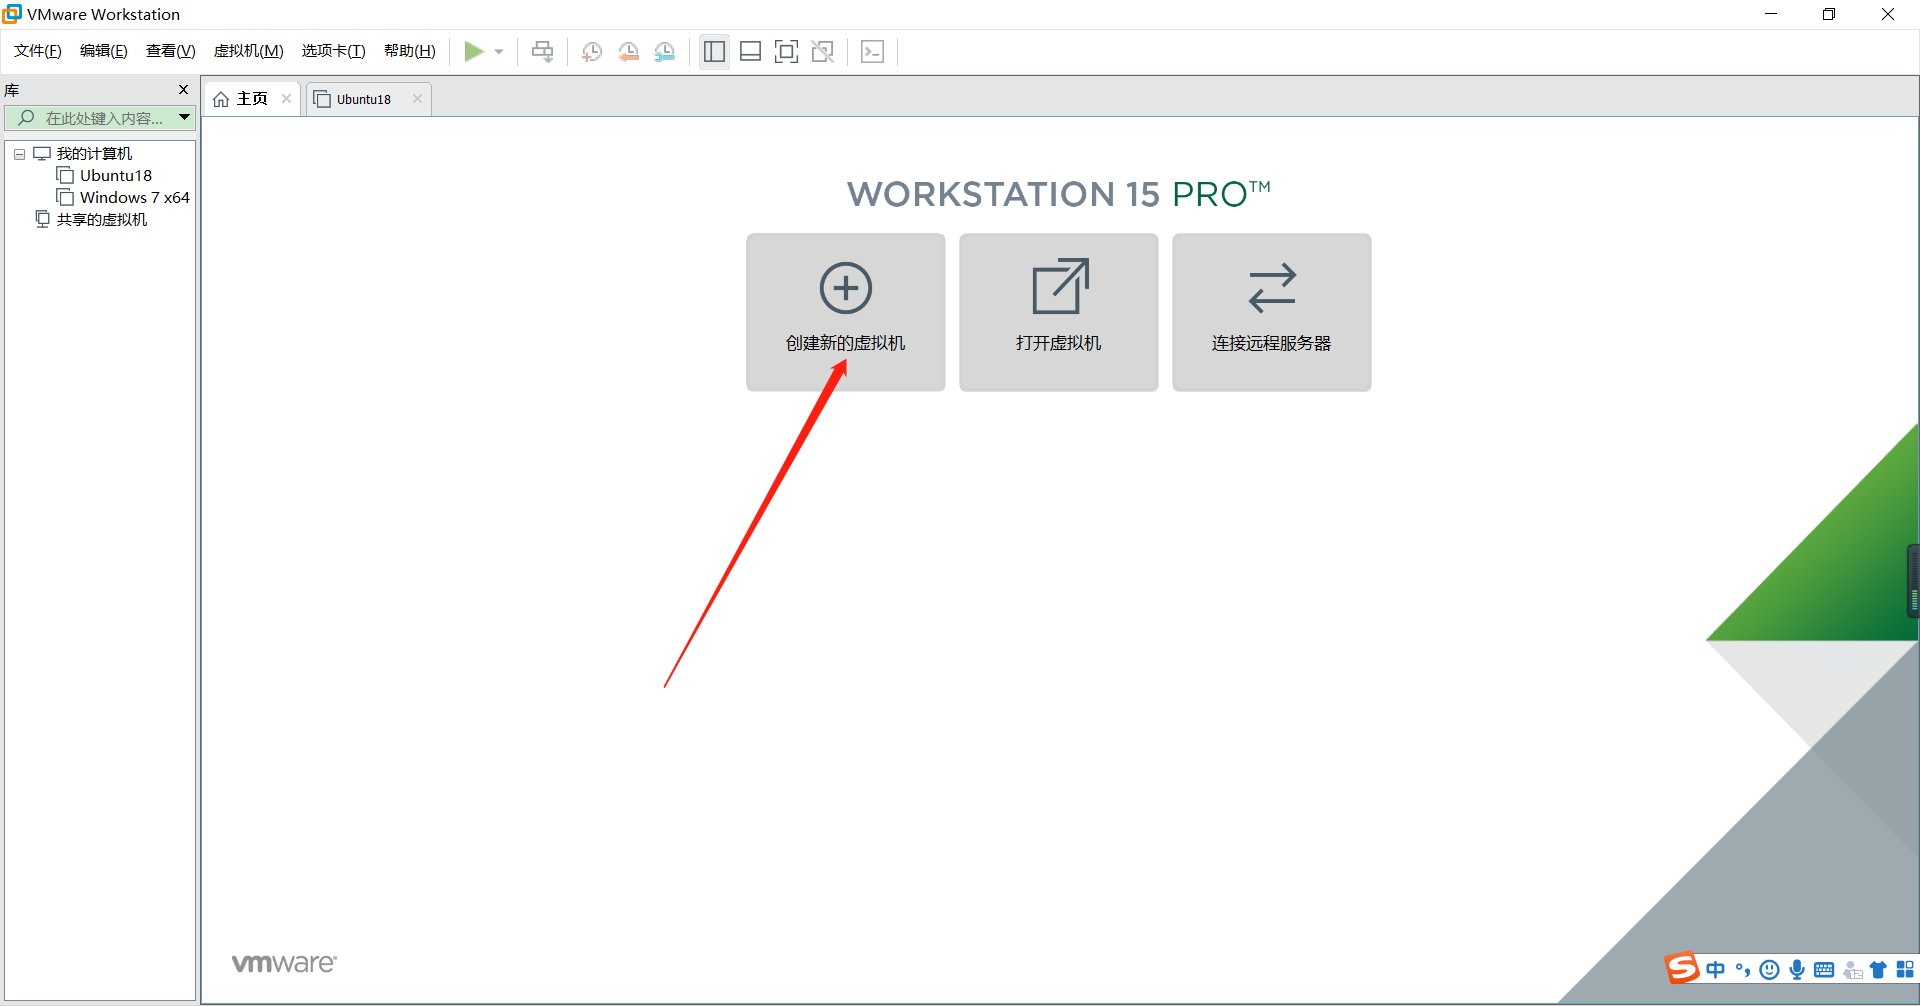 VMware Workstation
文件(F) 编辑(E) 查看(V) 虚拟机(M) 选项卡(T) 帮助(H)
库
在此处键入内容...
我的计算机
Ubuntu18
Windows 7 x64
共享的虚拟机
主页 Ubuntu18
WORKSTATION 15 PRO™
创建新的虚拟机 打开虚拟机 连接远程服务器
vmware
中